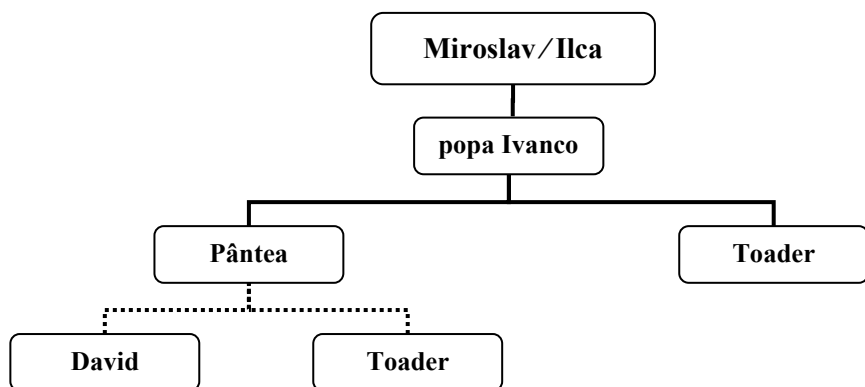 Miroslav/Ilca
popa Ivanco
Pântea
Toader
David
Toader